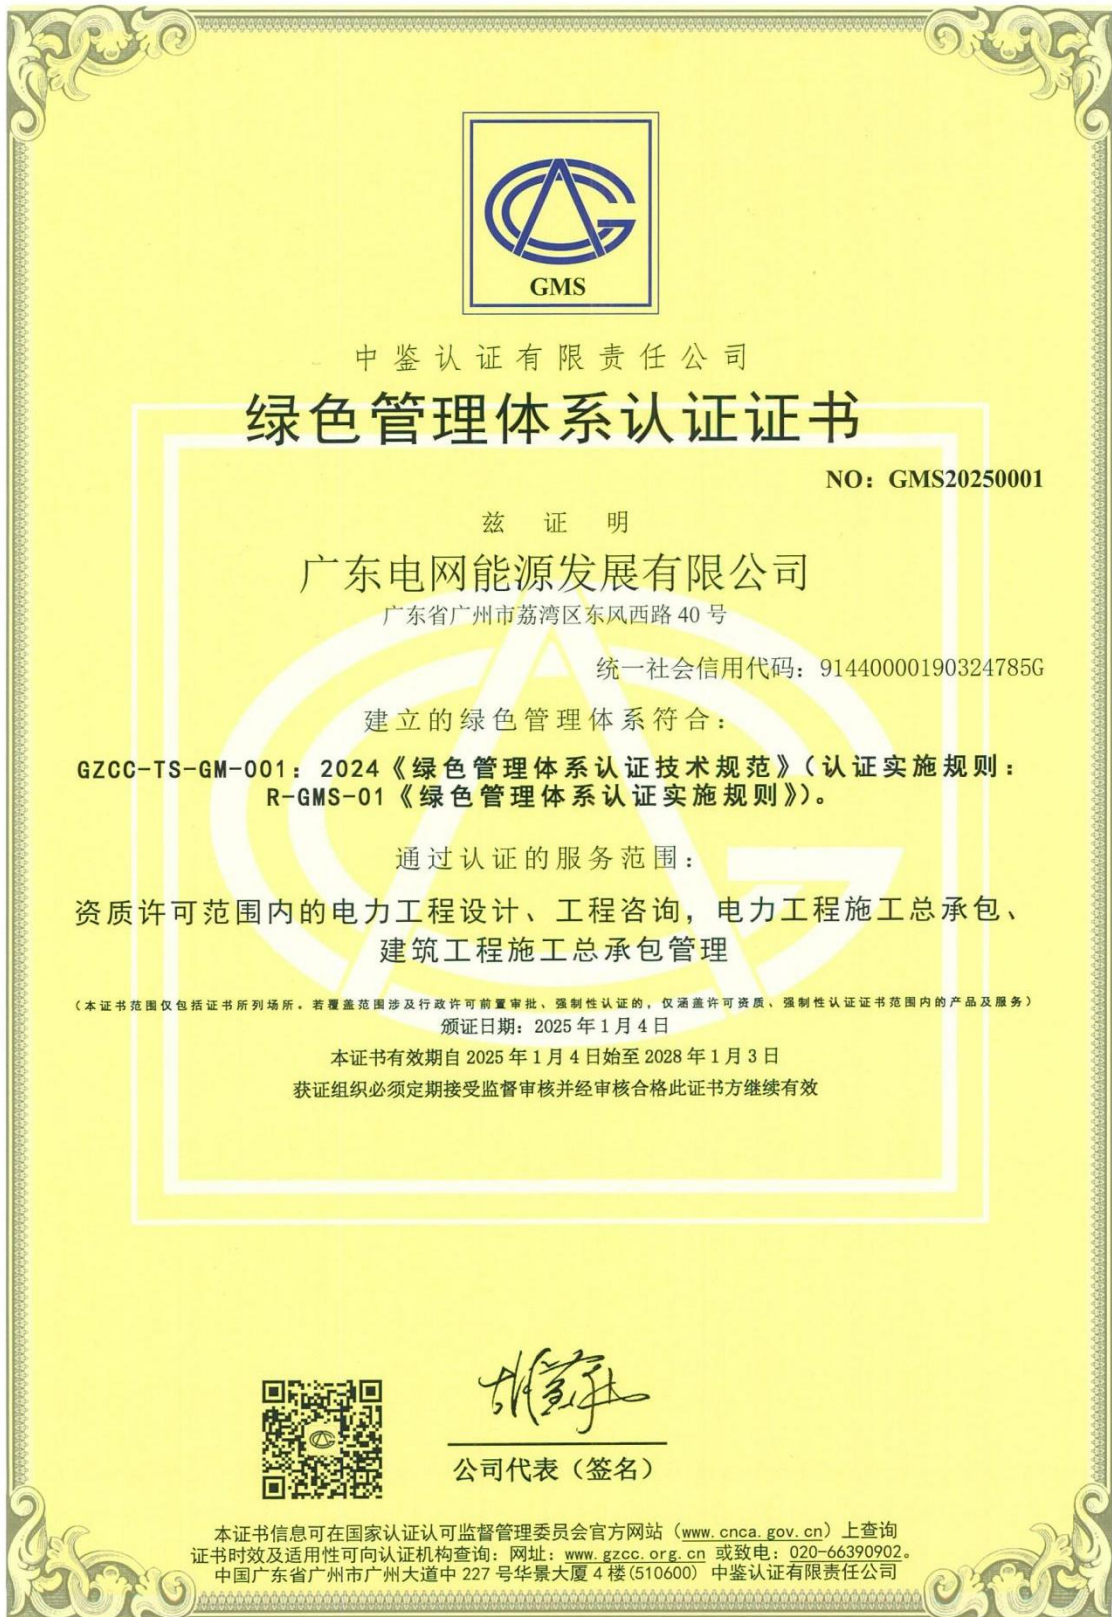 GMS
中鉴认证有限责任公司
绿色管理体系认证证书
NO：GMS20250001
兹证明
广东电网能源发展有限公司
广东省广州市荔湾区东风西路 40 号
统一社会信用代码：91440000190324785G
建立的绿色管理体系符合：
GZCC-TS-GM-001：2024《绿色管理体系认证技术规范》（认证实施规则：
R-GMS-01《绿色管理体系认证实施规则》）。
通过认证的服务范围：
资质许可范围内的电力工程设计、工程咨询，电力工程施工总承包、
建筑工程施工总承包管理
（本证书范围仅包括证书所列场所。若覆盖范围涉及行政许可前置审批、强制性认证的，仅涵盖许可资质、强制性认证证书范围内的产品及服务）
颁证日期：2025 年 1 月 4 日
本证书有效期自 2025 年 1 月 4 日始至 2028 年 1 月 3 日
获证组织必须定期接受监督审核并经审核合格此证书方继续有效
公司代表（签名）
本证书信息可在国家认证认可监督管理委员会官方网站（www.cnca.gov.cn）上查询
证书时效及适用性可向认证机构查询：网址：www.gzcc.org.cn 或致电：020-66390902。
中国广东省广州市广州大道中 227 号华景大厦 4 楼(510600) 中鉴认证有限责任公司